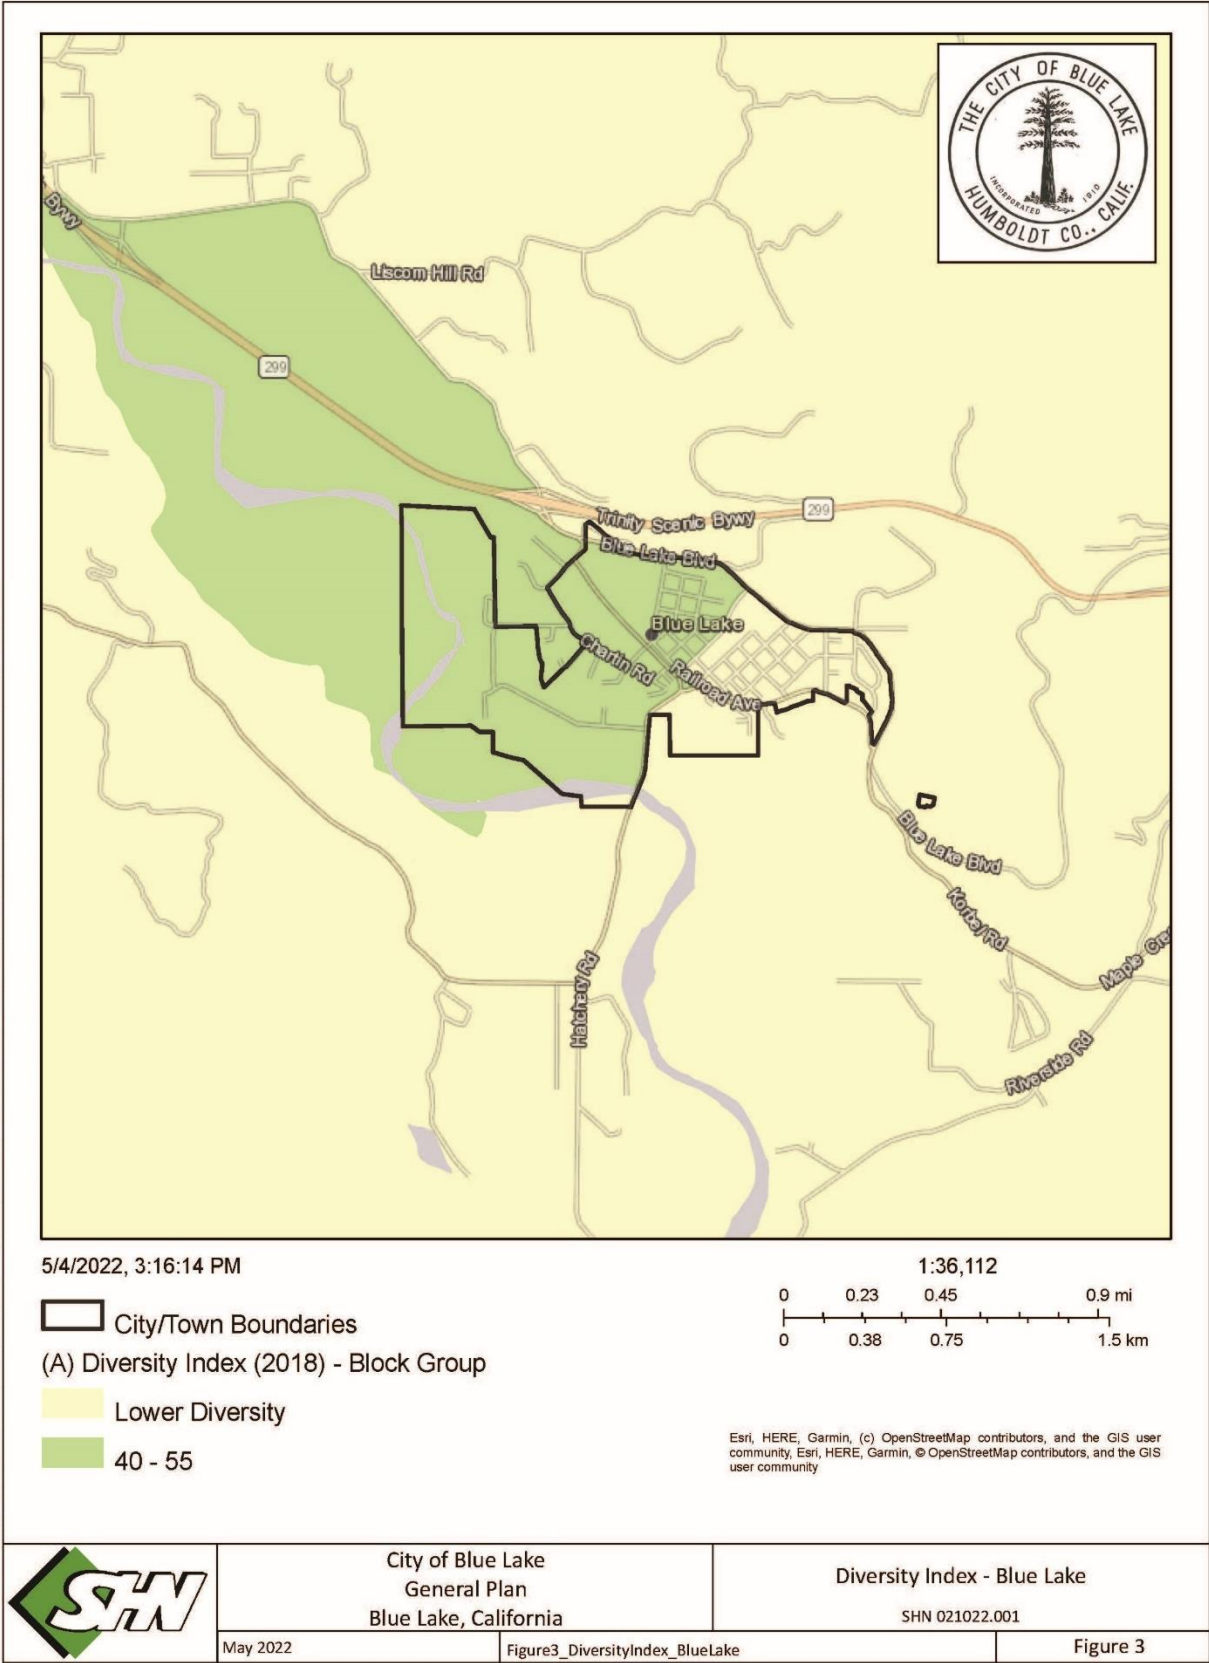 THE CITY OF BLUE LAKE
INCORPORATED 1910
HUMBOLDT CO., CALIF.
Bywy
Liscom Hill Rd
299
299
Trinity Scenic Bywy
Blue Lake Blvd
Blue Lake
Chartin Rd
Railroad Ave
Blue Lake Blvd
Korbel Rd
Maple Cre
Hatchery Rd
Riverside Rd
5/4/2022, 3:16:14 PM
1:36,112
0 0.23 0.45 0.9 mi
0 0.38 0.75 1.5 km
City/Town Boundaries
(A) Diversity Index (2018) - Block Group
Lower Diversity
40 - 55
Esri, HERE, Garmin, (c) OpenStreetMap contributors, and the GIS user
community, Esri, HERE, Garmin, © OpenStreetMap contributors, and the GIS
user community
SHN
City of Blue Lake
General Plan
Blue Lake, California
Diversity Index - Blue Lake
SHN 021022.001
May 2022
Figure3_DiversityIndex_BlueLake
Figure 3